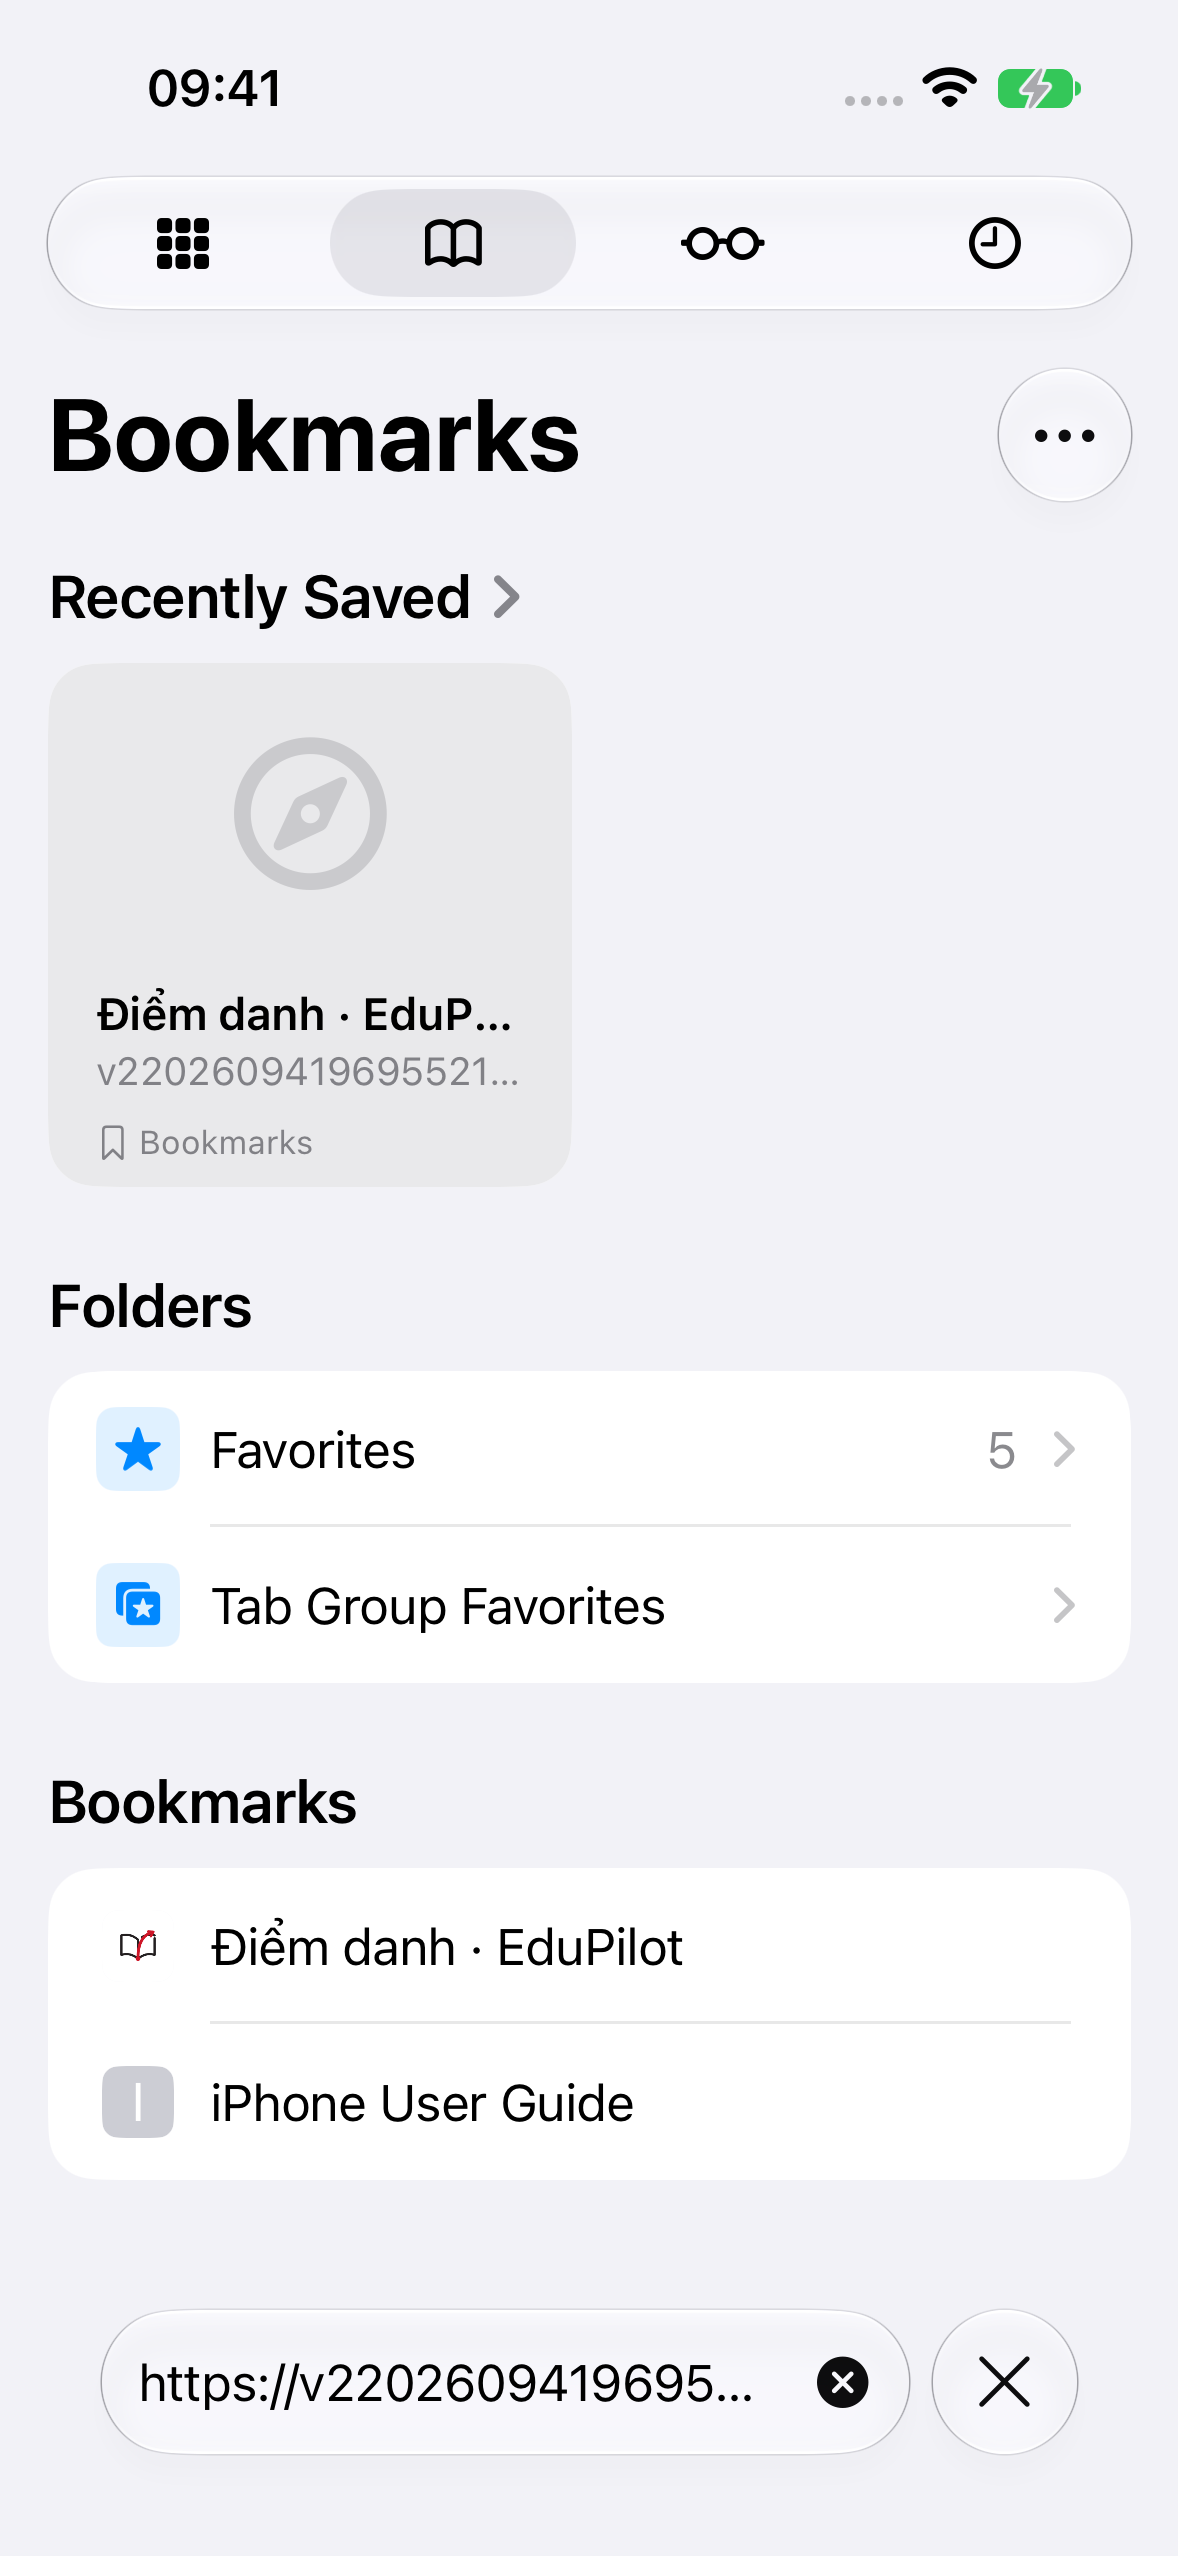 09:41
Bookmarks
Recently Saved
Điểm danh · EduP...
v2202609419695521...
Bookmarks
Folders
Favorites 5
Tab Group Favorites
Bookmarks
Điểm danh · EduPilot
I iPhone User Guide
https://v2202609419695...